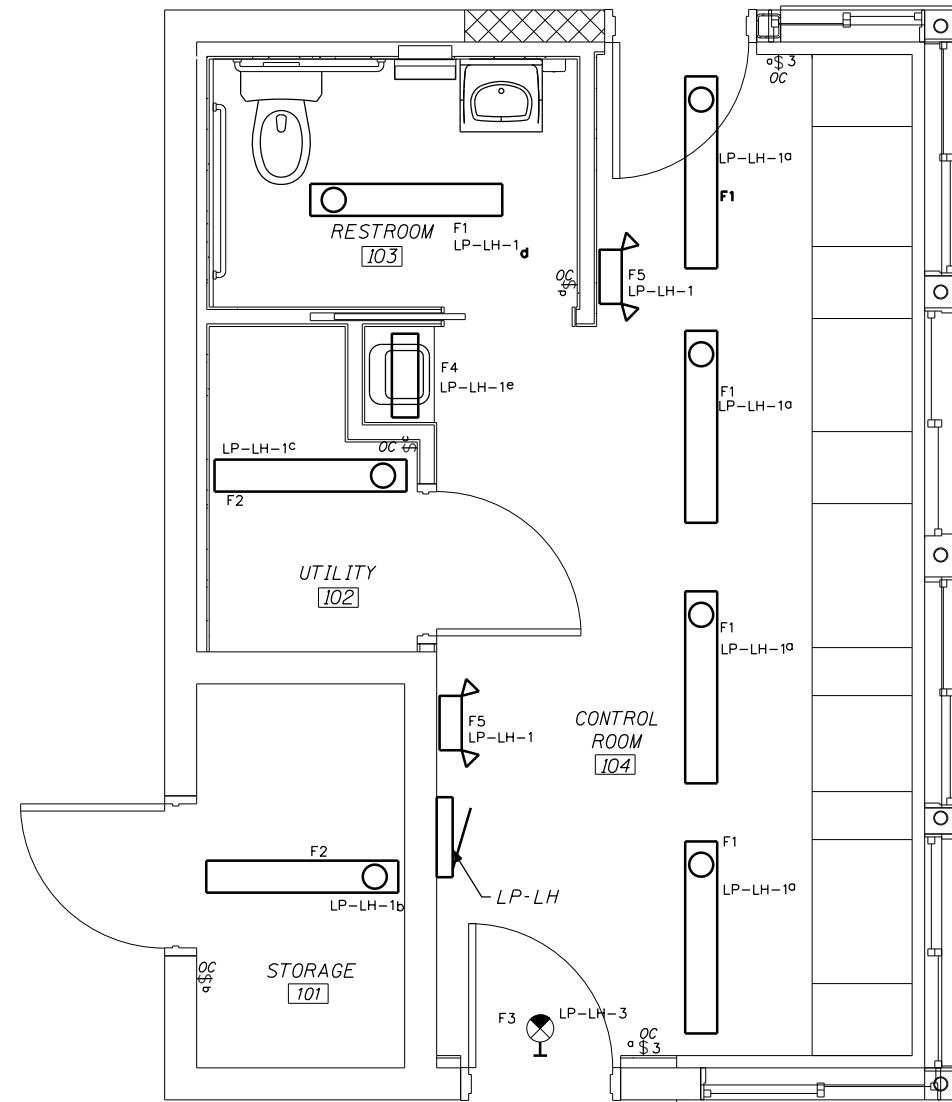 a$3
OC
LP-LH-1a
F1
RESTROOM
103
F1
LP-LH-1
d
OC
d$
F5
LP-LH-1
F4
LP-LH-1e
F1
LP-LH-1a
LP-LH-1c
OC $c
F2
UTILITY
102
F1
LP-LH-1a
F5
LP-LH-1
CONTROL
ROOM
104
F1
LP-LH-1a
F2
LP-LH-1b
LP-LH
OC
$
STORAGE
101
F3
LP-LH-3
OC
a $3